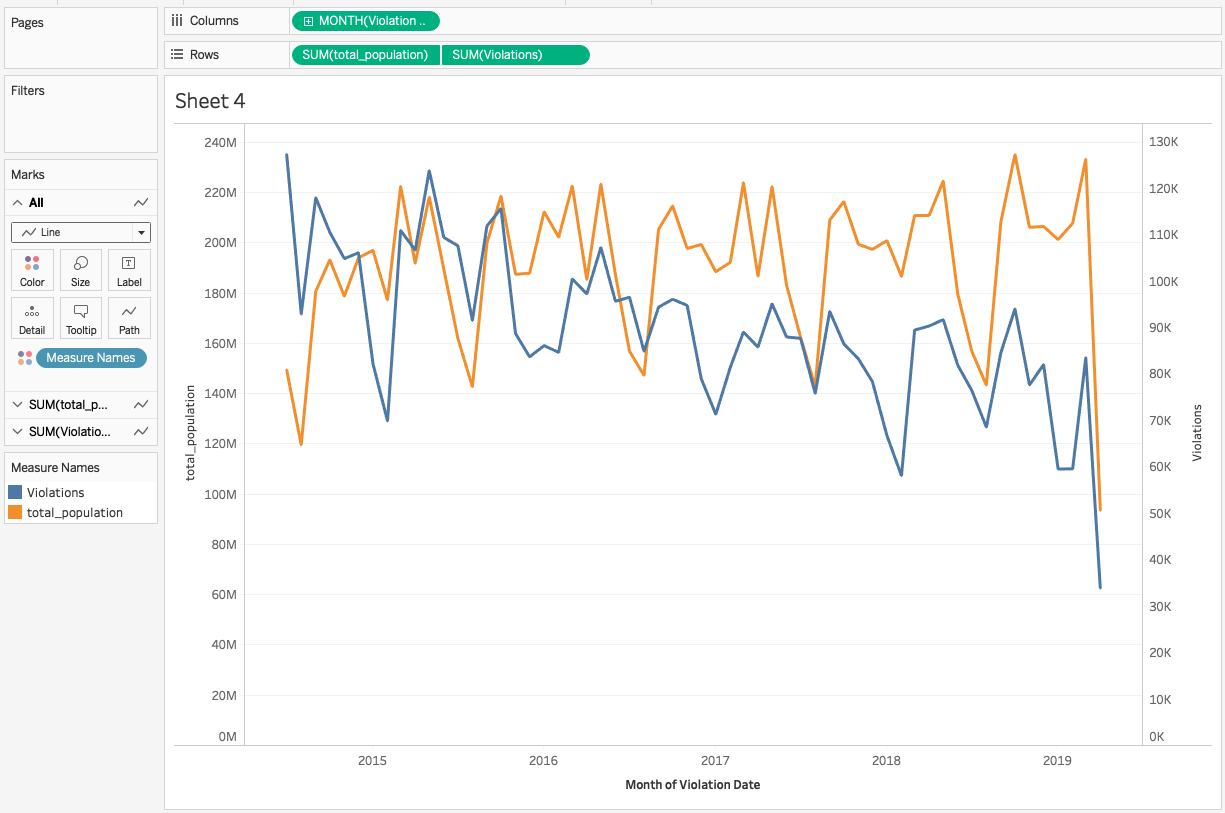 Pages
Columns
MONTH(Violation ..
Rows
SUM(total_population)
SUM(Violations)
Filters
Marks
All
Line
Color
Size
Label
Detail
Tooltip
Path
Measure Names
SUM(total_p...
SUM(Violatio...
Measure Names
Violations
total_population
Sheet 4
240M
220M
200M
180M
160M
140M
120M
100M
80M
60M
40M
20M
0M
total_population
130K
120K
110K
100K
90K
80K
70K
60K
50K
40K
30K
20K
10K
0K
Violations
2015
2016
2017
2018
2019
Month of Violation Date